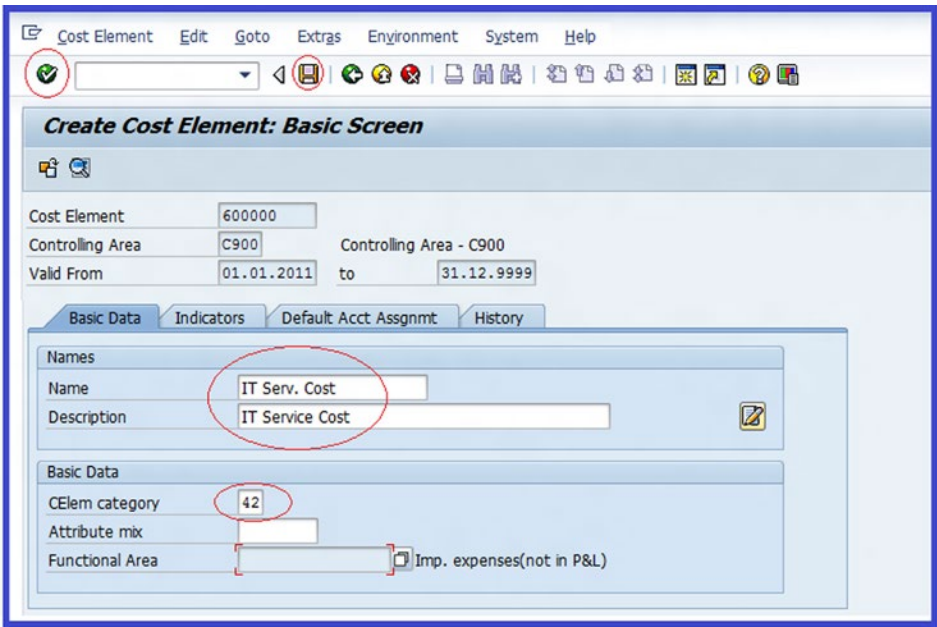 Cost Element Edit Goto Extras Environment System Help
Create Cost Element: Basic Screen
Cost Element 600000
Controlling Area C900 Controlling Area - C900
Valid From 01.01.2011 to 31.12.9999
Basic Data Indicators Default Acct Assgnmt History
Names
Name IT Serv. Cost
Description IT Service Cost
Basic Data
CElem category 42
Attribute mix
Functional Area Imp. expenses(not in P&L)